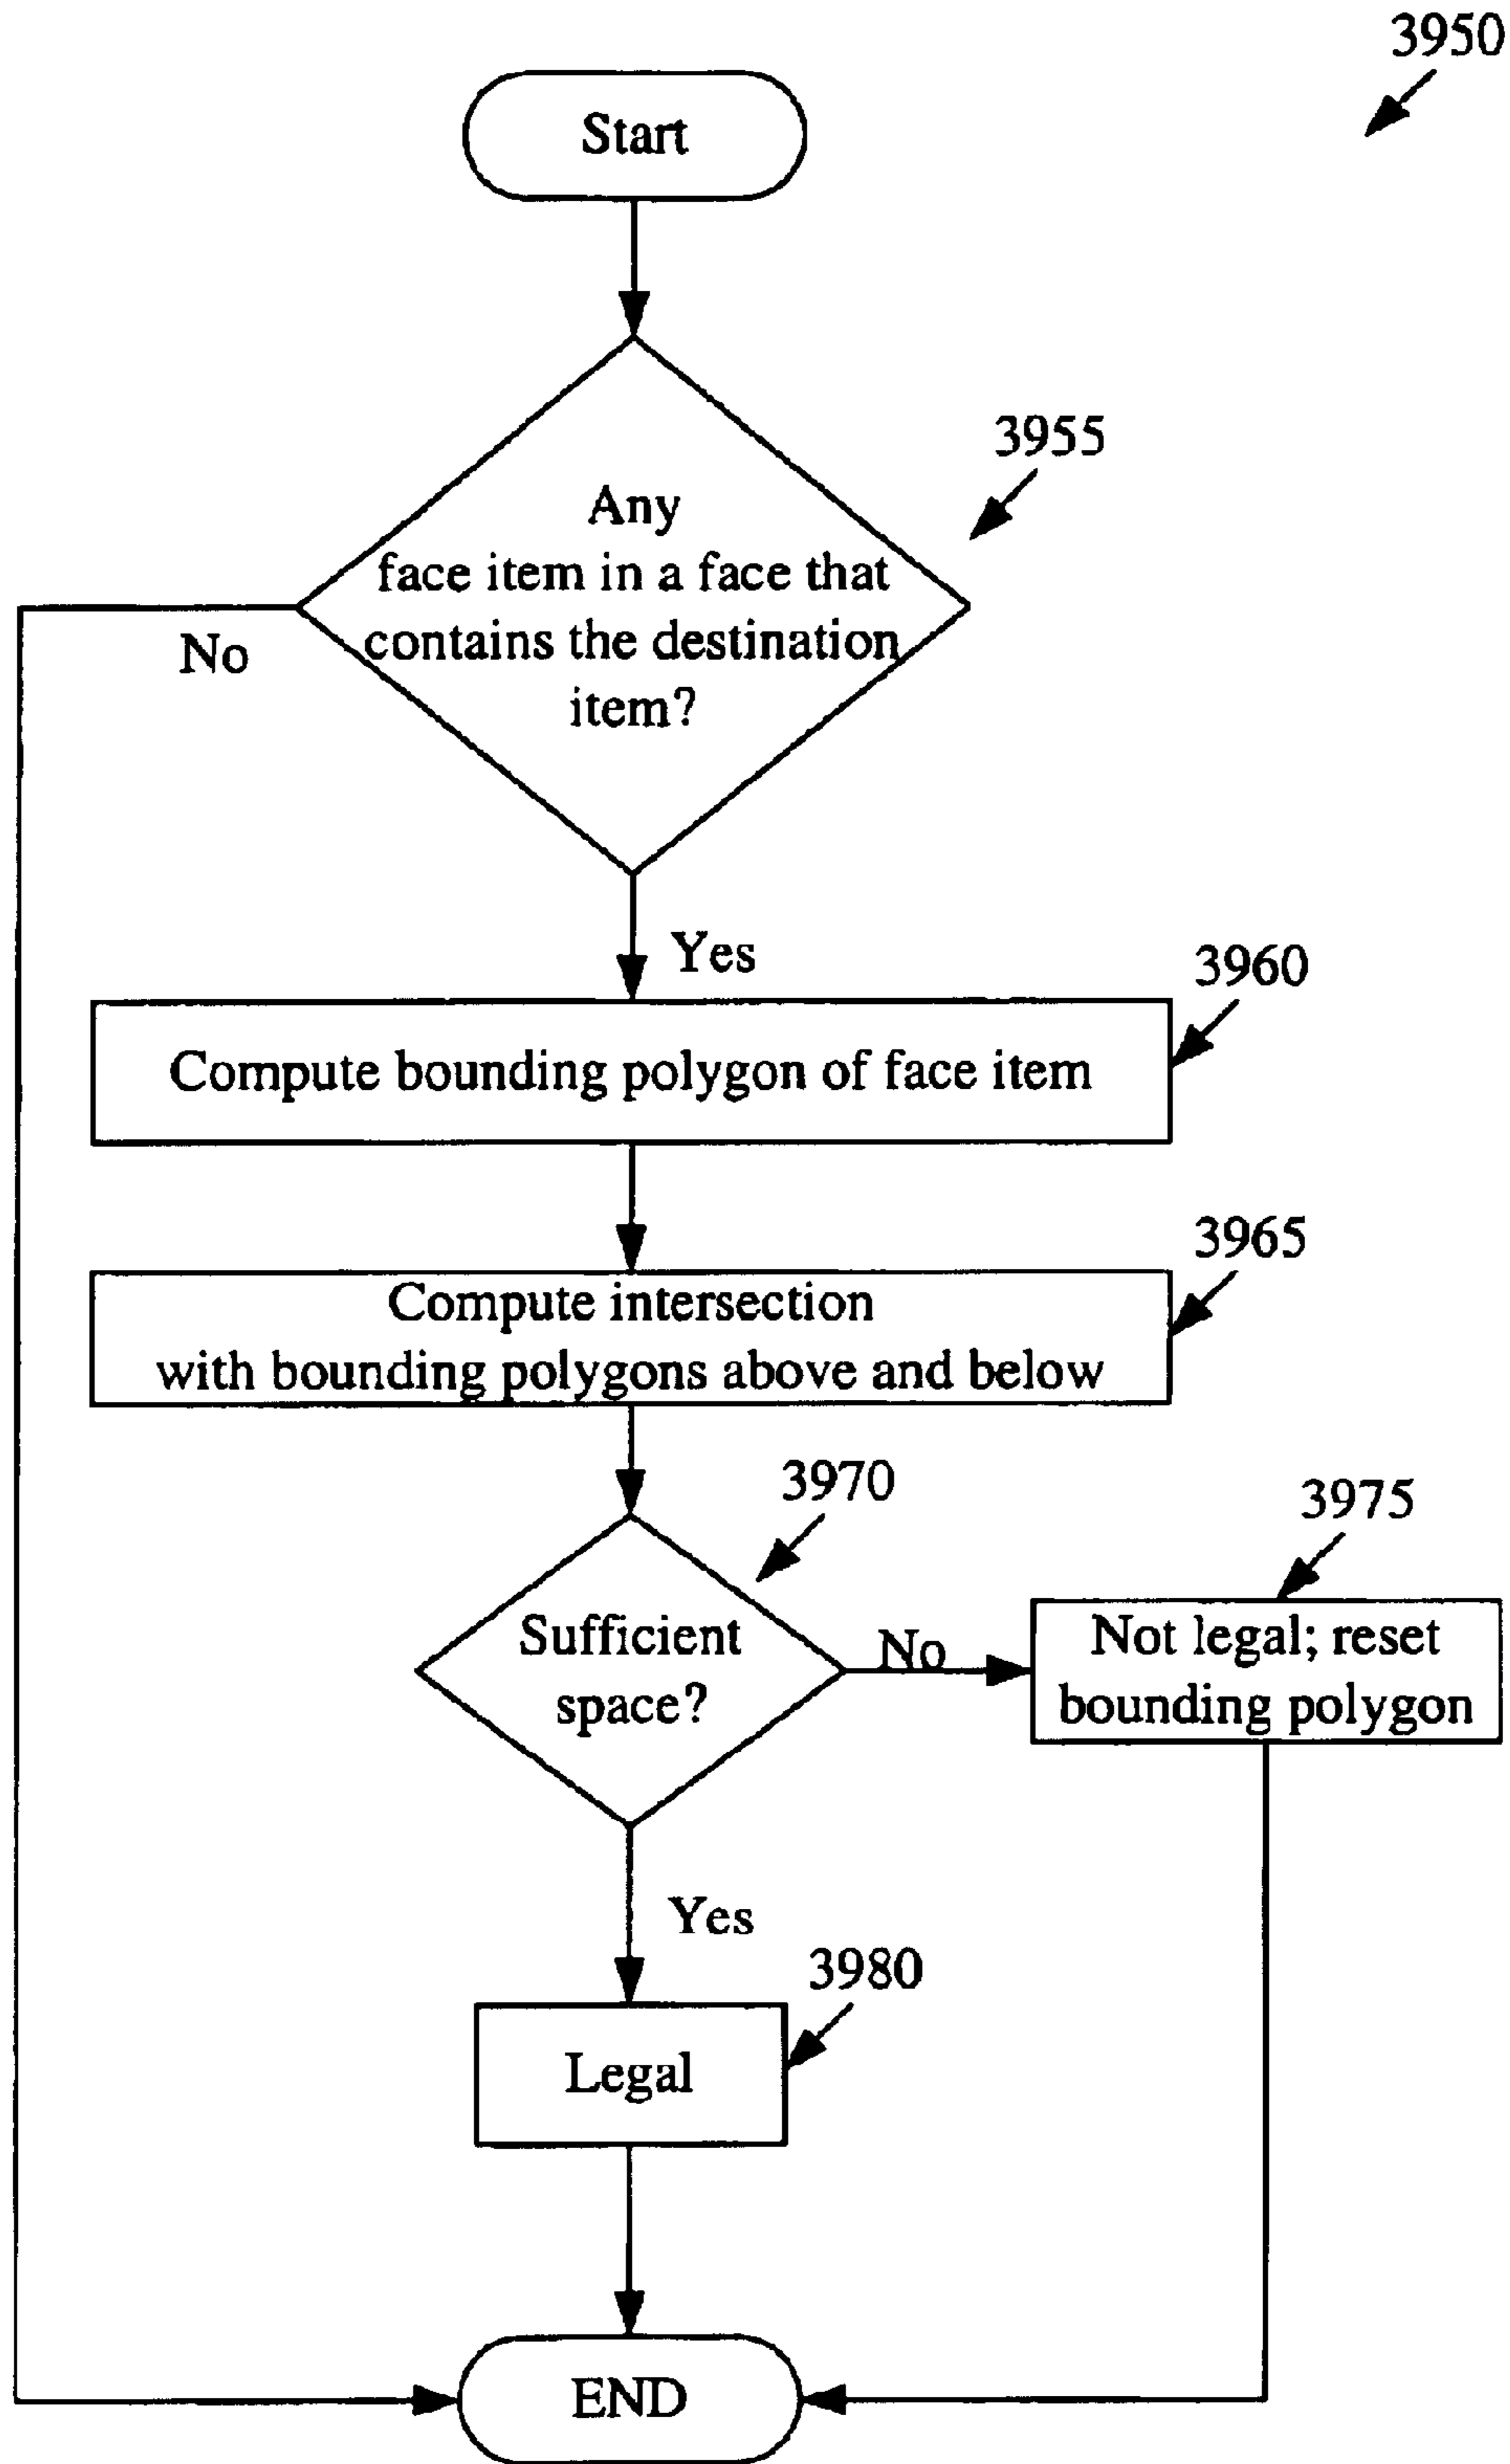 3950
Start
3955
Any
face item in a face that
contains the destination
item?
No
Yes
3960
Compute bounding polygon of face item
3965
Compute intersection
with bounding polygons above and below
3970
3975
Sufficient
space?
No
Not legal; reset
bounding polygon
Yes
3980
Legal
END